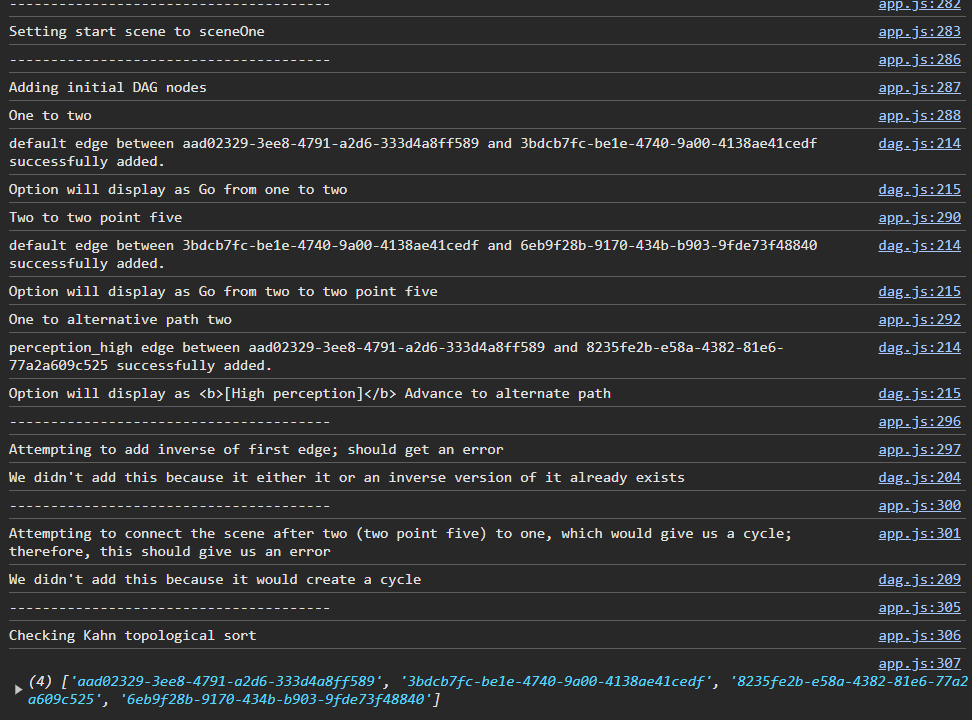 --------------------------------------- app.js:282
Setting start scene to sceneOne app.js:283
--------------------------------------- app.js:286
Adding initial DAG nodes app.js:287
One to two app.js:288
default edge between aad02329-3ee8-4791-a2d6-333d4a8ff589 and 3bdcb7fc-be1e-4740-9a00-4138ae41cedf dag.js:214
successfully added.
Option will display as Go from one to two dag.js:215
Two to two point five app.js:290
default edge between 3bdcb7fc-be1e-4740-9a00-4138ae41cedf and 6eb9f28b-9170-434b-b903-9fde73f48840 dag.js:214
successfully added.
Option will display as Go from two to two point five dag.js:215
One to alternative path two app.js:292
perception_high edge between aad02329-3ee8-4791-a2d6-333d4a8ff589 and 8235fe2b-e58a-4382-81e6- dag.js:214
77a2a609c525 successfully added.
Option will display as <b>[High perception]</b> Advance to alternate path dag.js:215
--------------------------------------- app.js:296
Attempting to add inverse of first edge; should get an error app.js:297
We didn't add this because it either it or an inverse version of it already exists dag.js:204
--------------------------------------- app.js:300
Attempting to connect the scene after two (two point five) to one, which would give us a cycle; app.js:301
therefore, this should give us an error
We didn't add this because it would create a cycle dag.js:209
--------------------------------------- app.js:305
Checking Kahn topological sort app.js:306
app.js:307
(4) ['aad02329-3ee8-4791-a2d6-333d4a8ff589', '3bdcb7fc-be1e-4740-9a00-4138ae41cedf', '8235fe2b-e58a-4382-81e6-77a2
a609c525', '6eb9f28b-9170-434b-b903-9fde73f48840']